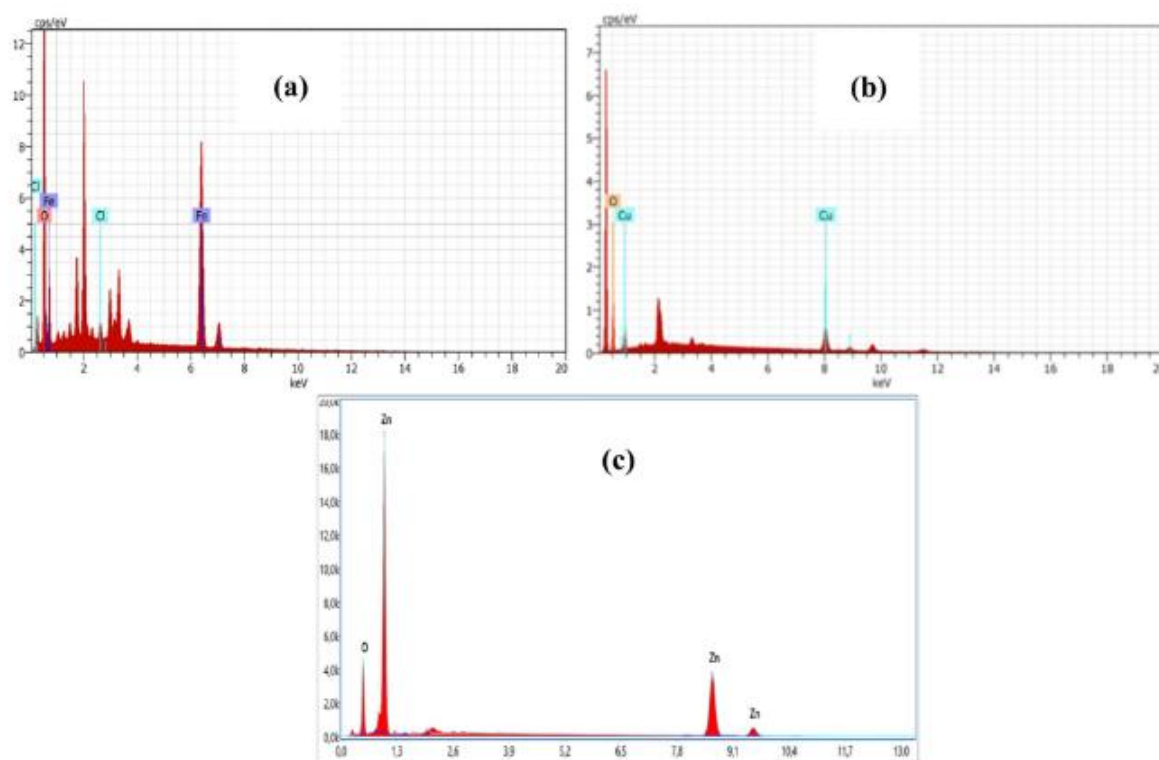 cps/eV
12
10
8
6
4
2
0
(a)
Cl
Fe
O
Cl
Fe
2 4 6 8 10 12 14 16 18 20
keV
cps/eV
7
6
5
4
3
2
1
0
(b)
O
Cu
Cu
2 4 6 8 10 12 14 16 18 20
keV
20,0k
18,0k
16,0k
14,0k
12,0k
10,0k
8,0k
6,0k
4,0k
2,0k
0,0k
(c)
Zn
O
Zn
Zn
0,0 1,3 2,6 3,9 5,2 6,5 7,8 9,1 10,4 11,7 13,0